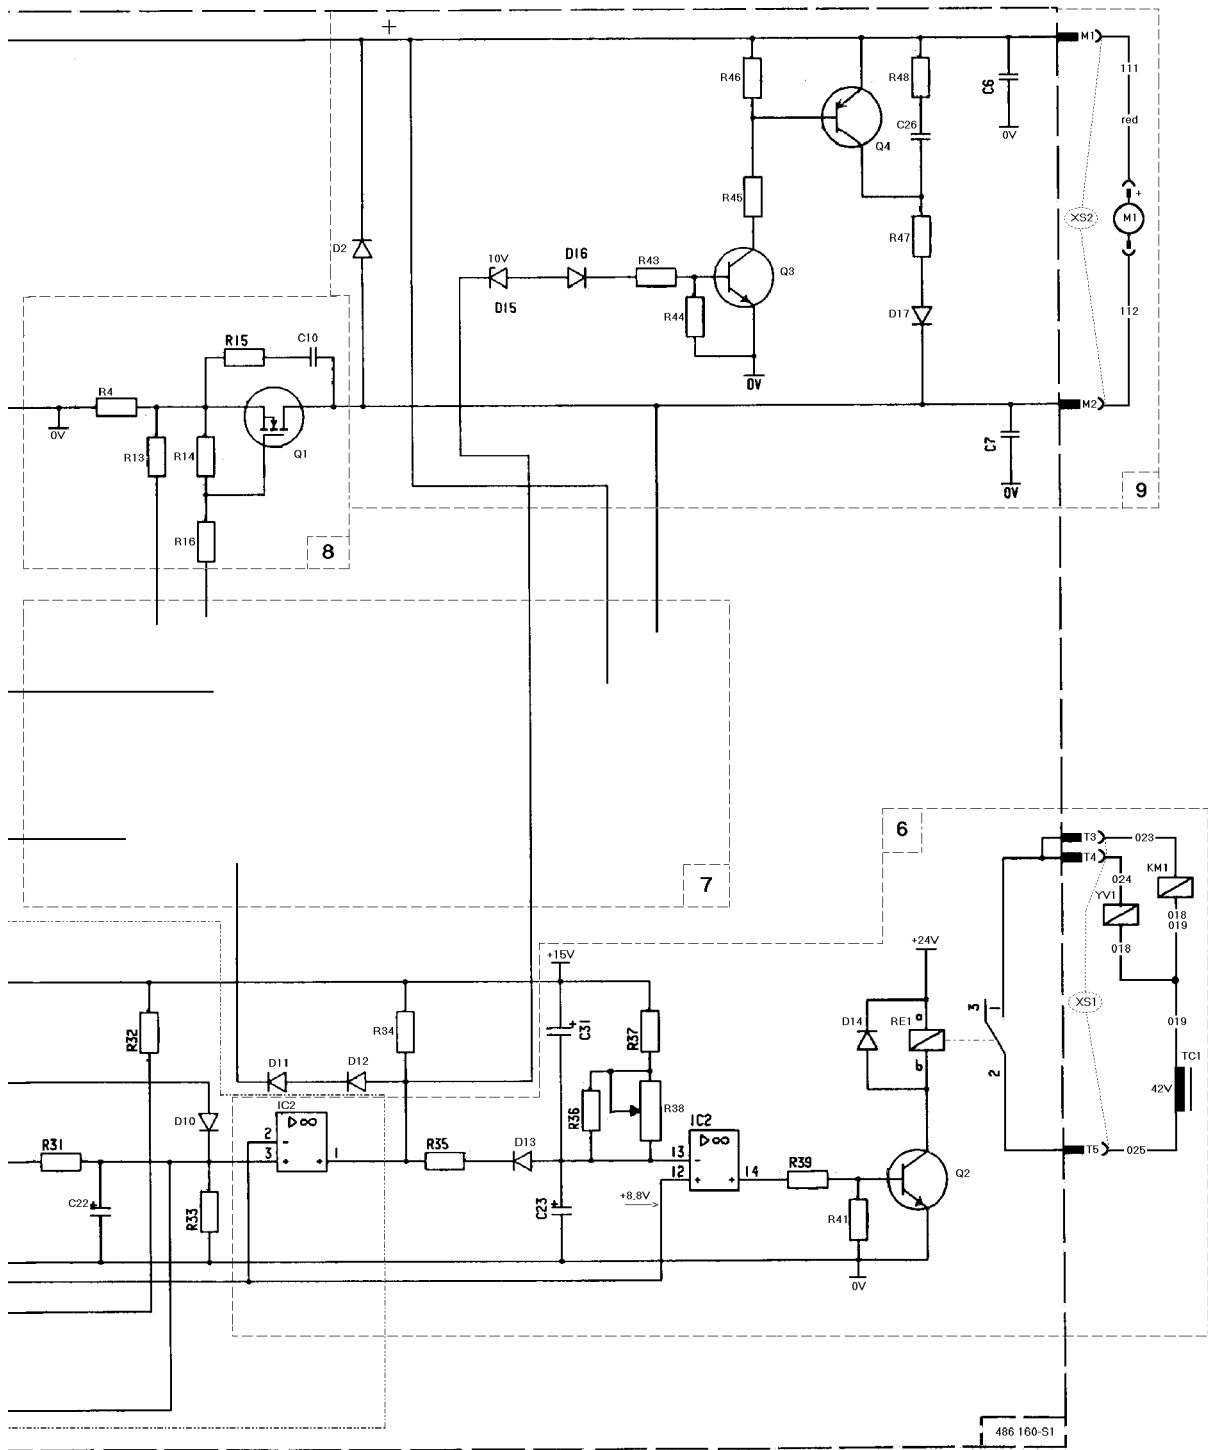 +
M1
R46
R48
C6
111
0V
C26
red
Q4
R45
+
XS2
M1
R47
D2
10V
D16
R43
Q3
D15
R44
D17
112
R15
C10
R4
0V
M2
0V
R13
R14
Q1
C7
0V
9
R16
8
6
T3
023
T4
KM1
024
7
YV1
018
019
018
+24V
+15V
3
1
XS1
R32
R34
C31
+
R37
D14
a
RE1
019
b
2
TC1
42V
D11
D12
IC2
▷∞
R36
R38
IC2
▷∞
D10
2
-
3
+
+
1
R31
R35
D13
13
-
12
+
+
14
R39
Q2
T5
025
C22
+
R33
C23
+
+8,8V
R41
0V
486 160-S1